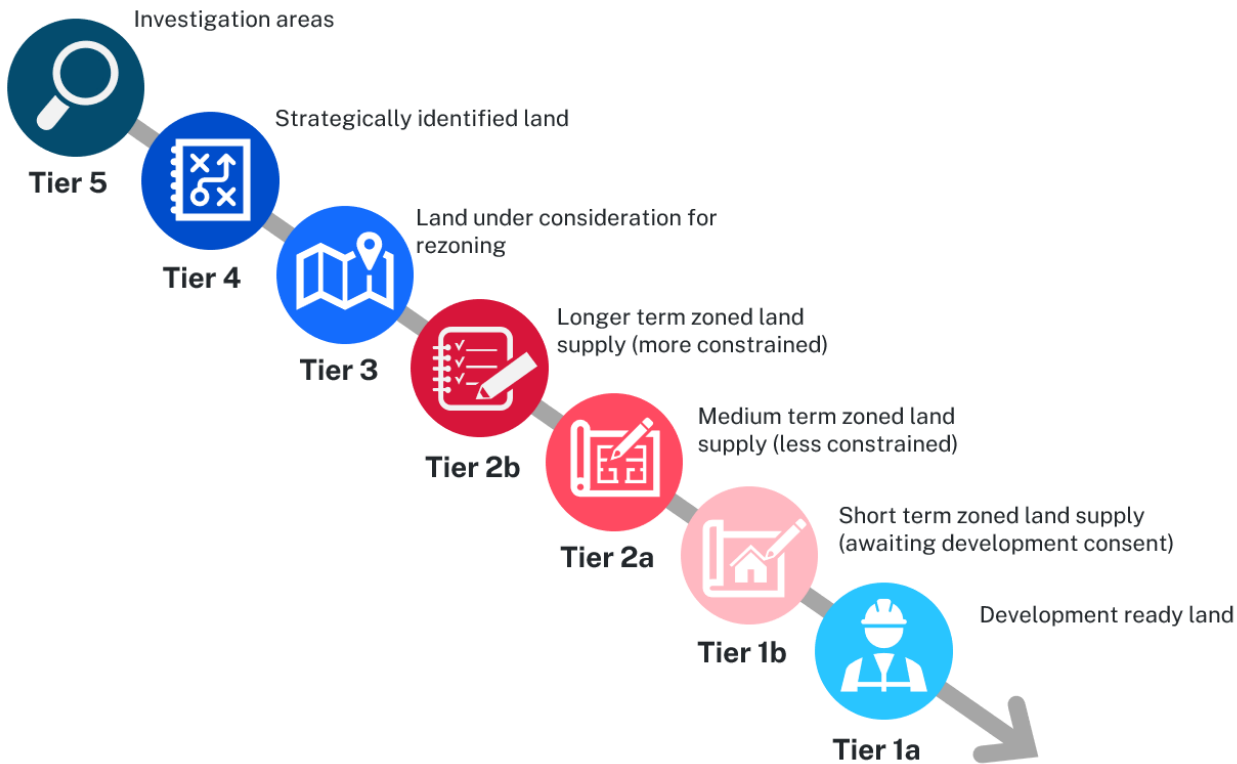 Investigation areas
Tier 5
Strategically identified land
Tier 4
Land under consideration for
rezoning
Tier 3
Longer term zoned land
supply (more constrained)
Tier 2b
Medium term zoned land
supply (less constrained)
Tier 2a
Short term zoned land supply
(awaiting development consent)
Tier 1b
Development ready land
Tier 1a